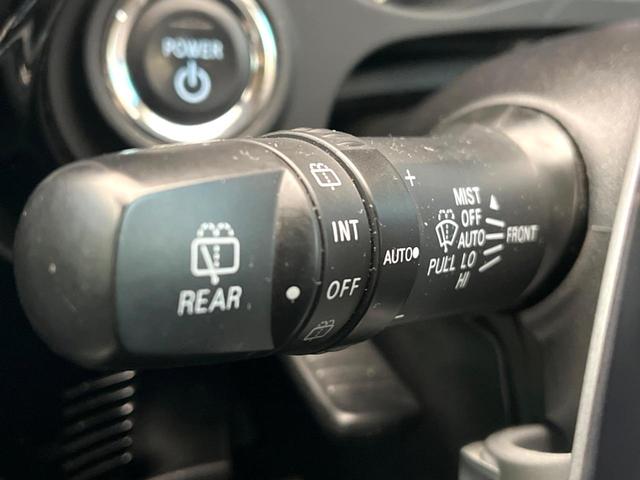 POWER
REAR
INT
OFF
+
AUTO
-
MIST
OFF
AUTO
FRONT
PULL LO
HI